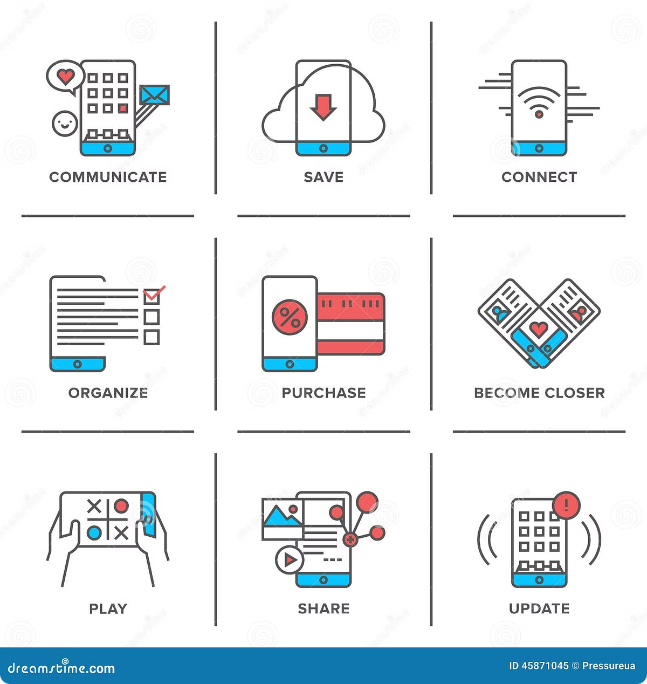 COMMUNICATE
SAVE
CONNECT
ORGANIZE
PURCHASE
BECOME CLOSER
PLAY
SHARE
UPDATE
dreamstime.com
ID 45871045 © Pressureua